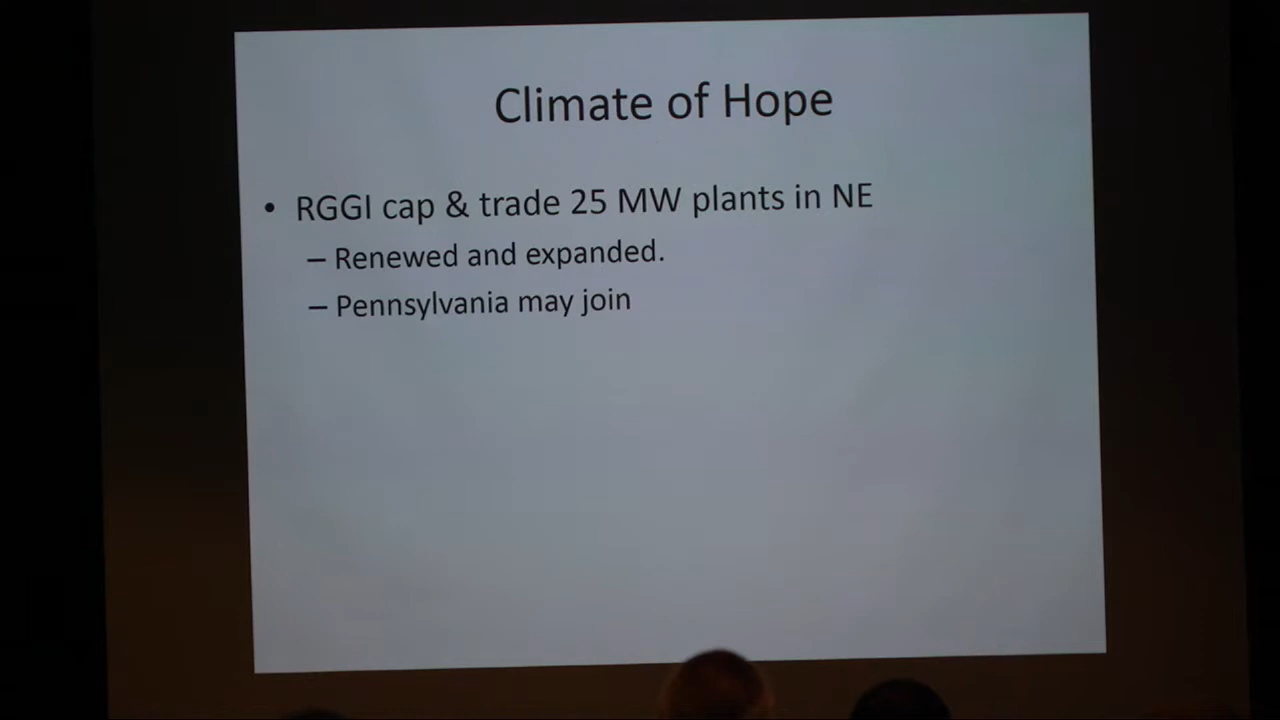 Climate of Hope
• RGGI cap & trade 25 MW plants in NE
– Renewed and expanded.
– Pennsylvania may join